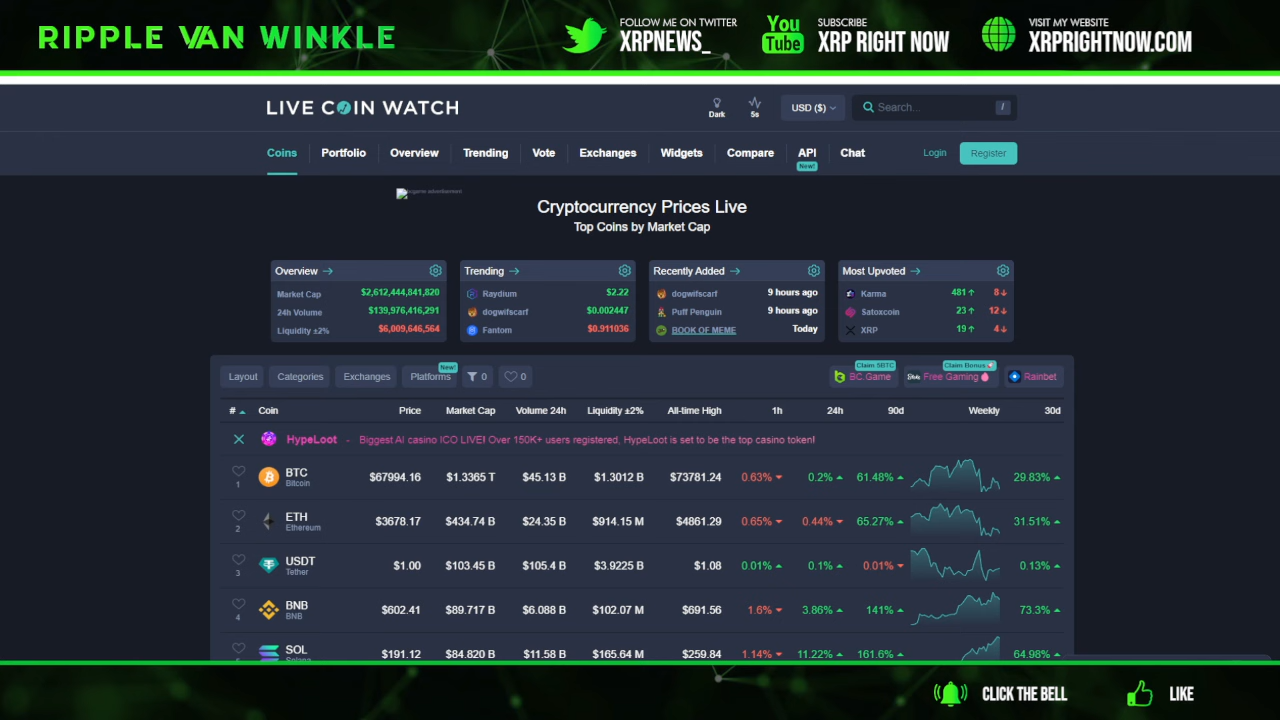 RIPPLE VAN WINKLE
FOLLOW ME ON TWITTER
XRPNEWS_
You Tube
SUBSCRIBE
XRP RIGHT NOW
VISIT MY WEBSITE
XRPRIGHTNOW.COM
LIVE COIN WATCH
Dark
5s
USD ($)
Search...
/
Coins Portfolio Overview Trending Vote Exchanges Widgets Compare API Chat Login Register
New!
Cryptocurrency Prices Live
Top Coins by Market Cap
Overview →
Market Cap $2,612,444,841,820
24h Volume $139,976,416,291
Liquidity ±2% $6,009,646,564
Trending →
Raydium $2.22
dogwifscarf $0.002447
Fantom $0.911036
Recently Added →
dogwifscarf 9 hours ago
Puff Penguin 9 hours ago
BOOK OF MEME Today
Most Upvoted →
Karma 481 ↑ 8 ↓
Satoxcoin 23 ↑ 12 ↓
XRP 19 ↑ 4 ↓
New! Claim 5BTC Claim Bonus
Layout Categories Exchanges Platforms 0 0 BC.Game Free Gaming Rainbet
# Coin Price Market Cap Volume 24h Liquidity ±2% All-time High 1h 24h 90d Weekly 30d
HypeLoot - Biggest AI casino ICO LIVE! Over 150K+ users registered, HypeLoot is set to be the top casino token!
1 BTC Bitcoin $67994.16 $1.3365 T $45.13 B $1.3012 B $73781.24 0.63% 0.2% 61.48% 29.83%
2 ETH Ethereum $3678.17 $434.74 B $24.35 B $914.15 M $4861.29 0.65% 0.44% 65.27% 31.51%
3 USDT Tether $1.00 $103.45 B $105.4 B $3.9225 B $1.08 0.01% 0.1% 0.01% 0.13%
4 BNB BNB $602.41 $89.717 B $6.088 B $102.07 M $691.56 1.6% 3.86% 141% 73.3%
SOL Solana $191.12 $84.820 B $11.58 B $165.64 M $259.84 1.14% 11.22% 161.6% 64.98%
CLICK THE BELL
LIKE